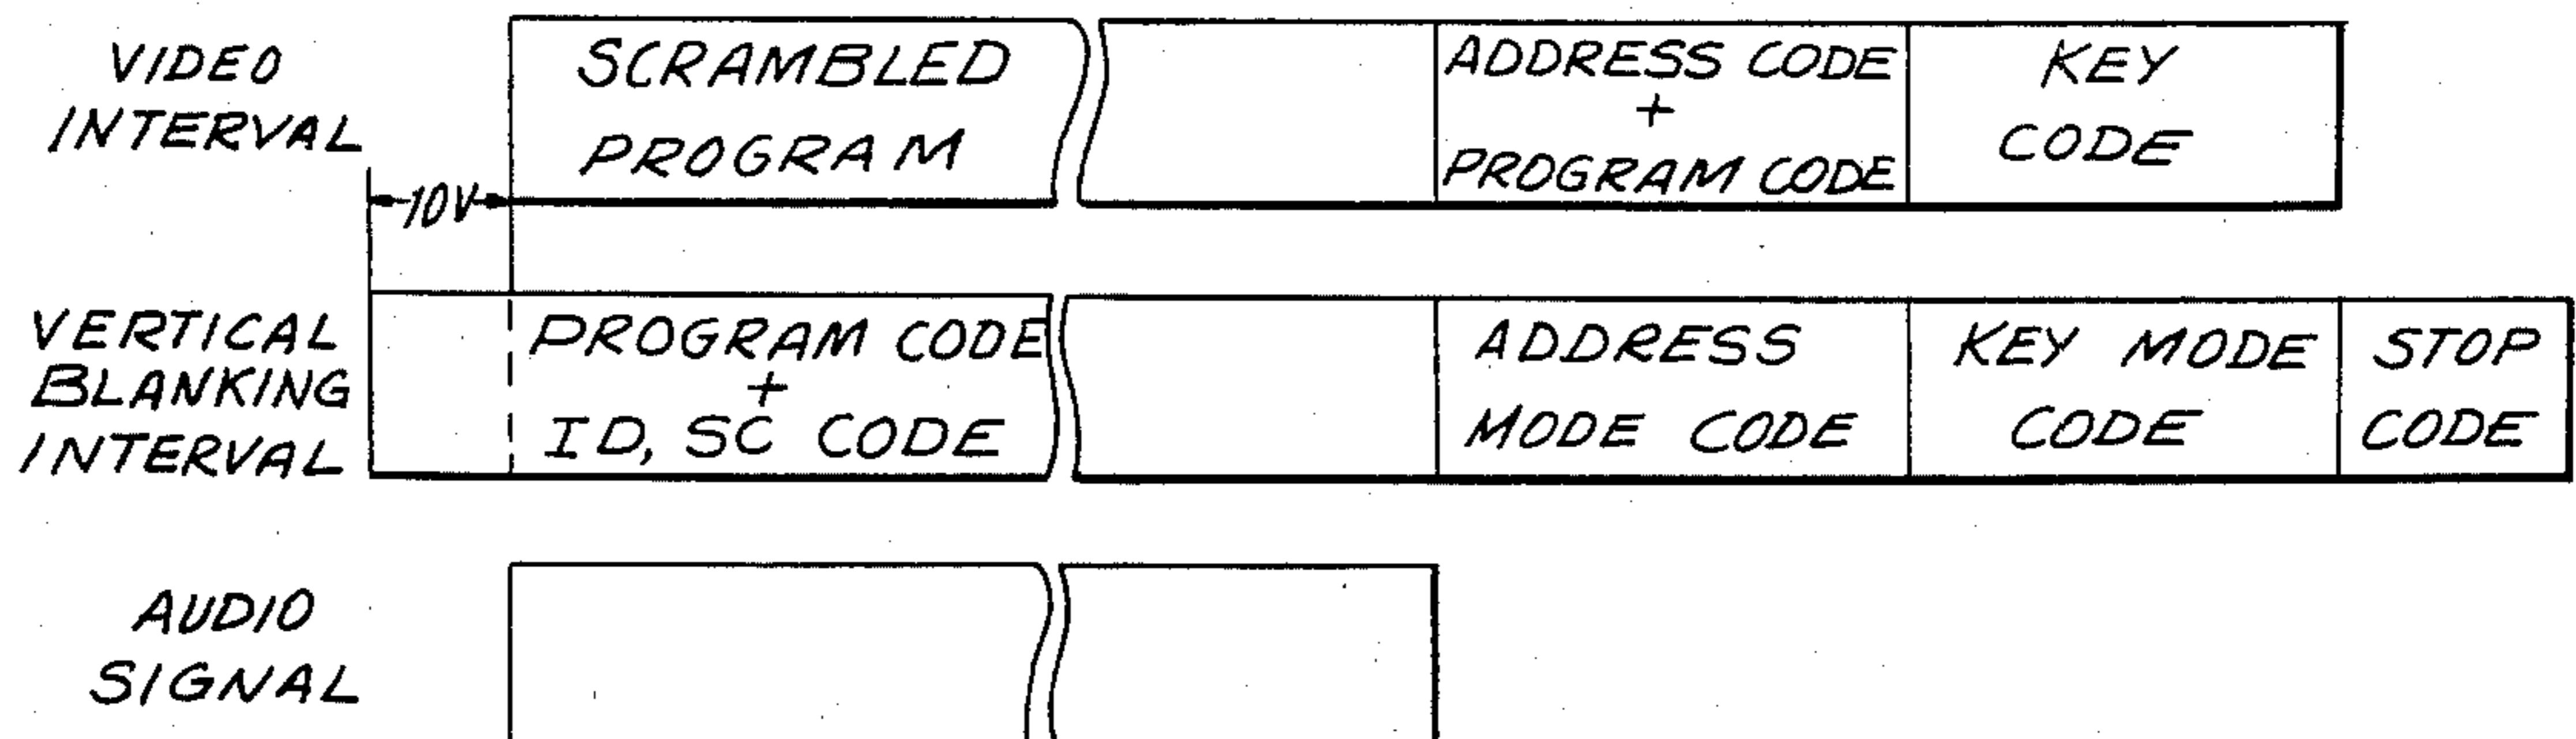 VIDEO
INTERVAL
SCRAMBLED
PROGRAM
ADDRESS CODE
+
PROGRAM CODE
KEY
CODE
10V
VERTICAL
BLANKING
INTERVAL
PROGRAM CODE
+
ID, SC CODE
ADDRESS
MODE CODE
KEY MODE
CODE
STOP
CODE
AUDIO
SIGNAL